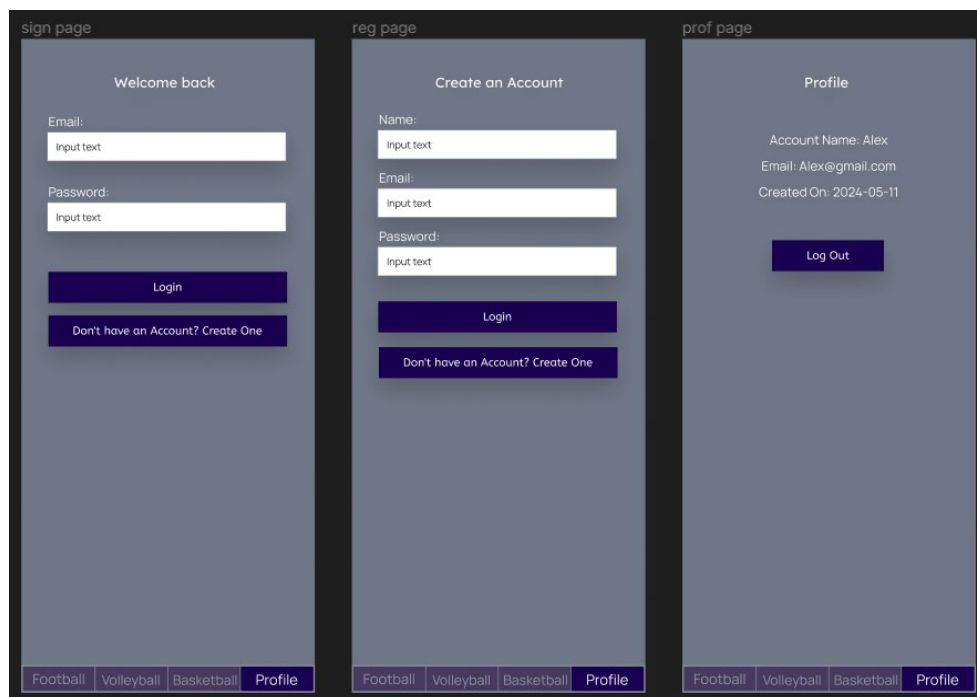 sign page
Welcome back
Email:
Input text
Password:
Input text
Login
Don't have an Account? Create One
Football Volleyball Basketball Profile
reg page
Create an Account
Name:
Input text
Email:
Input text
Password:
Input text
Login
Don't have an Account? Create One
Football Volleyball Basketball Profile
prof page
Profile
Account Name: Alex
Email: Alex@gmail.com
Created On: 2024-05-11
Log Out
Football Volleyball Basketball Profile